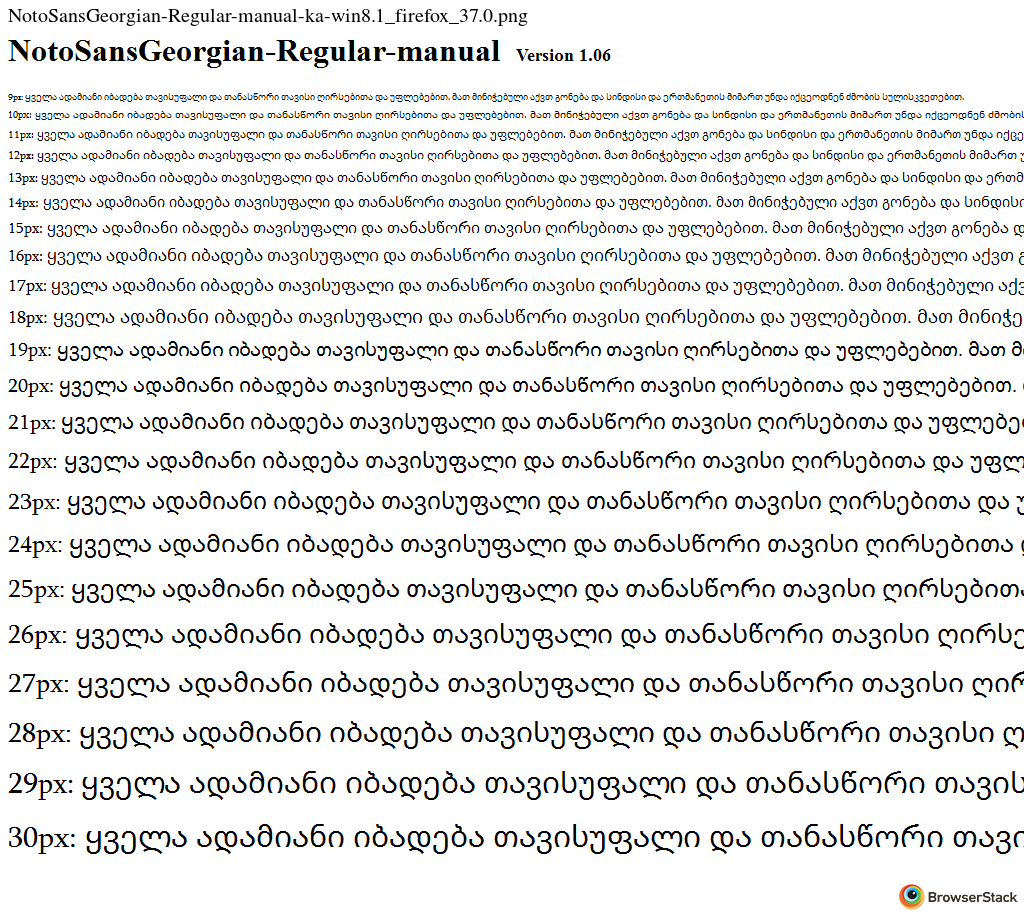 NotoSansGeorgian-Regular-manual-ka-win8.1_firefox_37.0.png
NotoSansGeorgian-Regular-manual Version 1.06
9px: ყველა ადამიანი იბადება თავისუფალი და თანასწორი თავისი ღირსებითა და უფლებებით. მათ მინიჭებული აქვთ გონება და სინდისი და ერთმანეთის მიმართ უნდა იქცეოდნენ ძმობის სულისკვეთებით.
10px: ყველა ადამიანი იბადება თავისუფალი და თანასწორი თავისი ღირსებითა და უფლებებით. მათ მინიჭებული აქვთ გონება და სინდისი და ერთმანეთის მიმართ უნდა იქცეოდნენ ძმობის
11px: ყველა ადამიანი იბადება თავისუფალი და თანასწორი თავისი ღირსებითა და უფლებებით. მათ მინიჭებული აქვთ გონება და სინდისი და ერთმანეთის მიმართ უნდა იქცე
12px: ყველა ადამიანი იბადება თავისუფალი და თანასწორი თავისი ღირსებითა და უფლებებით. მათ მინიჭებული აქვთ გონება და სინდისი და ერთმანეთის მიმართ
13px: ყველა ადამიანი იბადება თავისუფალი და თანასწორი თავისი ღირსებითა და უფლებებით. მათ მინიჭებული აქვთ გონება და სინდისი და ერთმ
14px: ყველა ადამიანი იბადება თავისუფალი და თანასწორი თავისი ღირსებითა და უფლებებით. მათ მინიჭებული აქვთ გონება და სინდისი
15px: ყველა ადამიანი იბადება თავისუფალი და თანასწორი თავისი ღირსებითა და უფლებებით. მათ მინიჭებული აქვთ გონება დ
16px: ყველა ადამიანი იბადება თავისუფალი და თანასწორი თავისი ღირსებითა და უფლებებით. მათ მინიჭებული აქვთ გ
17px: ყველა ადამიანი იბადება თავისუფალი და თანასწორი თავისი ღირსებითა და უფლებებით. მათ მინიჭებული აქვ
18px: ყველა ადამიანი იბადება თავისუფალი და თანასწორი თავისი ღირსებითა და უფლებებით. მათ მინიჭე
19px: ყველა ადამიანი იბადება თავისუფალი და თანასწორი თავისი ღირსებითა და უფლებებით. მათ მი
20px: ყველა ადამიანი იბადება თავისუფალი და თანასწორი თავისი ღირსებითა და უფლებებით.
21px: ყველა ადამიანი იბადება თავისუფალი და თანასწორი თავისი ღირსებითა და უფლებე
22px: ყველა ადამიანი იბადება თავისუფალი და თანასწორი თავისი ღირსებითა და უფლ
23px: ყველა ადამიანი იბადება თავისუფალი და თანასწორი თავისი ღირსებითა და
24px: ყველა ადამიანი იბადება თავისუფალი და თანასწორი თავისი ღირსებითა
25px: ყველა ადამიანი იბადება თავისუფალი და თანასწორი თავისი ღირსებითა
26px: ყველა ადამიანი იბადება თავისუფალი და თანასწორი თავისი ღირსე
27px: ყველა ადამიანი იბადება თავისუფალი და თანასწორი თავისი ღირ
28px: ყველა ადამიანი იბადება თავისუფალი და თანასწორი თავისი ღ
29px: ყველა ადამიანი იბადება თავისუფალი და თანასწორი თავის
30px: ყველა ადამიანი იბადება თავისუფალი და თანასწორი თავი
BrowserStack